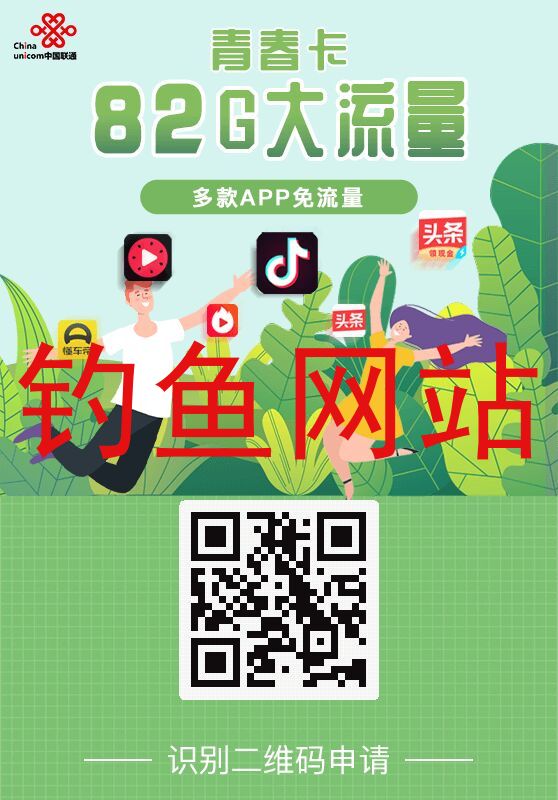 China
unicom中国联通
青春卡
82G大流量
多款APP免流量
头条
领现金
头条
懂车帝
钓鱼网站
识别二维码申请